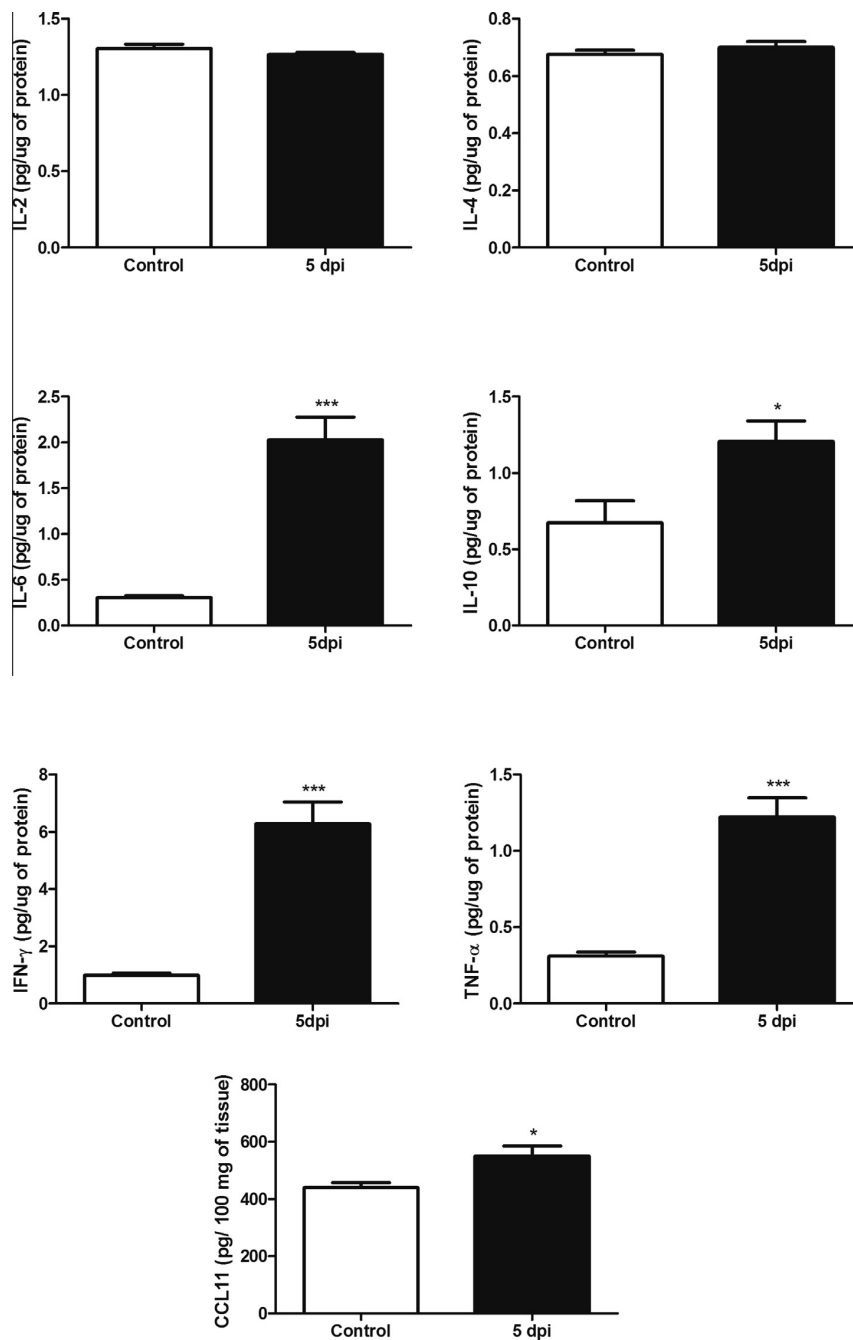 IL-2 (pg/ug of protein)
1.5
1.0
0.5
0.0
Control 5 dpi
IL-4 (pg/ug of protein)
0.8
0.6
0.4
0.2
0.0
Control 5dpi
IL-6 (pg/ug of protein)
2.5
2.0
1.5
1.0
0.5
0.0
***
Control 5dpi
IL-10 (pg/ug of protein)
1.5
1.0
0.5
0.0
*
Control 5dpi
IFN-γ (pg/ug of protein)
8
6
4
2
0
***
Control 5dpi
TNF-α (pg/ug of protein)
1.5
1.0
0.5
0.0
***
Control 5 dpi
CCL11 (pg/ 100 mg of tissue)
800
600
400
200
0
*
Control 5 dpi